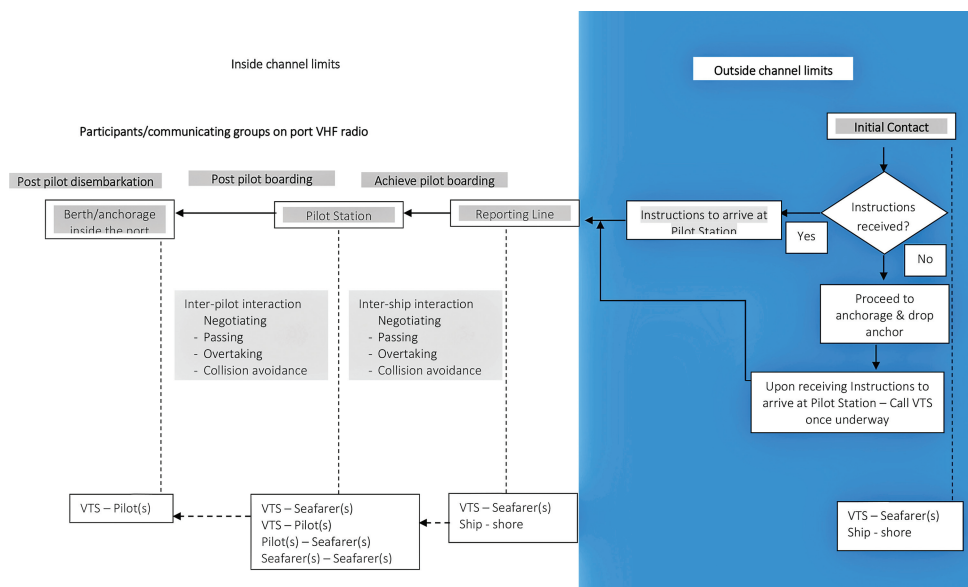 Inside channel limits
Outside channel limits
Participants/communicating groups on port VHF radio
Initial Contact
Post pilot disembarkation
Post pilot boarding
Achieve pilot boarding
Berth/anchorage
inside the port
Pilot Station
Reporting Line
Instructions to arrive at
Pilot Station
Instructions
received?
Yes
No
Proceed to
anchorage & drop
anchor
Upon receiving Instructions to
arrive at Pilot Station – Call VTS
once underway
Inter-pilot interaction
Negotiating
- Passing
- Overtaking
- Collision avoidance
Inter-ship interaction
Negotiating
- Passing
- Overtaking
- Collision avoidance
VTS – Pilot(s)
VTS – Seafarer(s)
VTS – Pilot(s)
Pilot(s) – Seafarer(s)
Seafarer(s) – Seafarer(s)
VTS – Seafarer(s)
Ship - shore
VTS – Seafarer(s)
Ship - shore